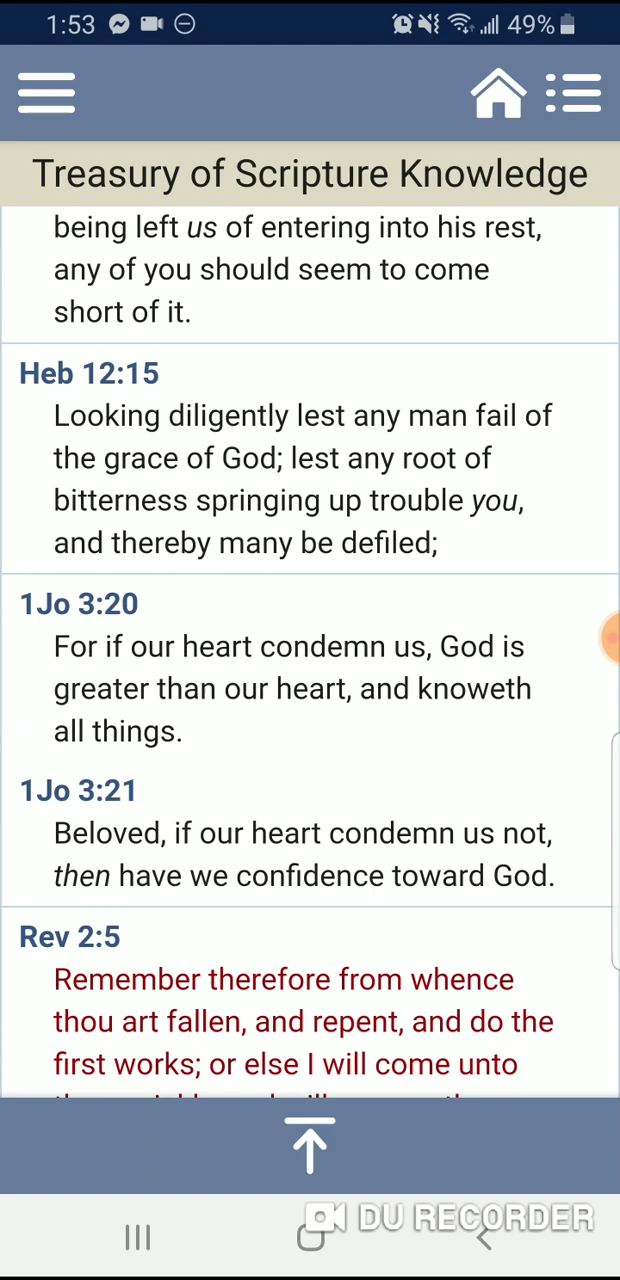 1:53
49%
Treasury of Scripture Knowledge
being left us of entering into his rest,
any of you should seem to come
short of it.
Heb 12:15
Looking diligently lest any man fail of
the grace of God; lest any root of
bitterness springing up trouble you,
and thereby many be defiled;
1Jo 3:20
For if our heart condemn us, God is
greater than our heart, and knoweth
all things.
1Jo 3:21
Beloved, if our heart condemn us not,
then have we confidence toward God.
Rev 2:5
Remember therefore from whence
thou art fallen, and repent, and do the
first works; or else I will come unto
DU RECORDER